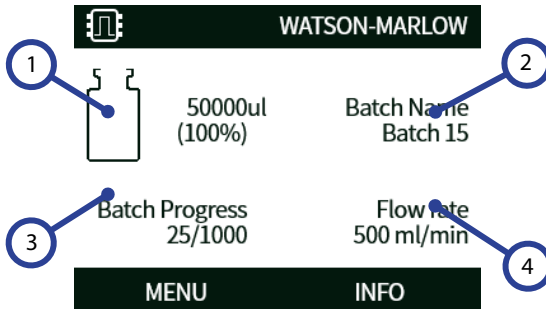 WATSON-MARLOW
1
2
50000ul
(100%)
Batch Name
Batch 15
3
Batch Progress
25/1000
Flow rate
500 ml/min
4
MENU
INFO